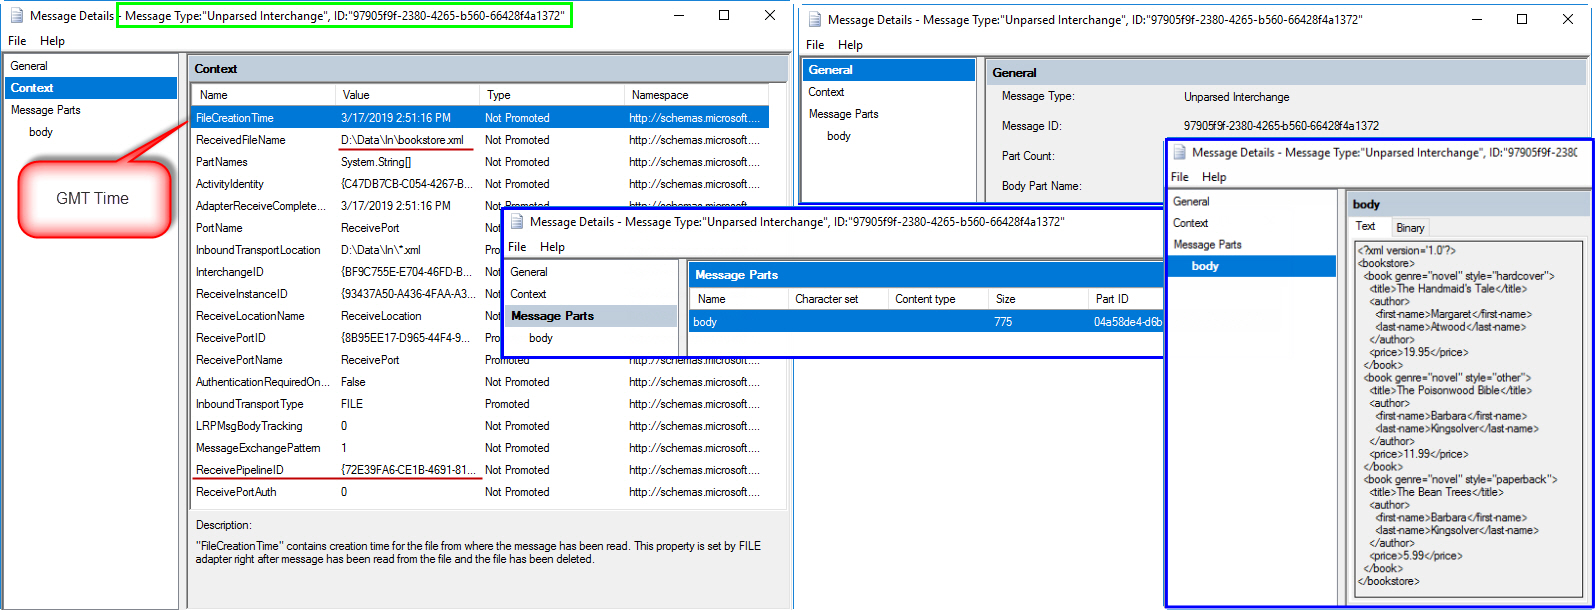 Message Details - Message Type:"Unparsed Interchange", ID:"97905f9f-2380-4265-b560-66428f4a1372"
File Help
General
Context
Message Parts
body
GMT Time
Context
Name Value Type Namespace
FileCreationTime 3/17/2019 2:51:16 PM Not Promoted http://schemas.microsoft....
ReceivedFileName D:\Data\In\bookstore.xml Not Promoted http://schemas.microsoft....
PartNames System.String[] Not Promoted http://schemas.microsoft....
ActivityIdentity {C47DB7CB-C054-4267-B... Not Promoted http://schemas.microsoft....
AdapterReceiveComplete... 3/17/2019 2:51:16 PM Not Promoted http://schemas.microsoft....
PortName ReceivePort Not
InboundTransportLocation D:\Data\In\*.xml Pro
InterchangeID {BF9C755E-E704-46FD-B... Not
ReceiveInstanceID {93437A50-A436-4FAA-A3... Not
ReceiveLocationName ReceiveLocation Not
ReceivePortID {8B95EE17-D965-44F4-9... Pro
ReceivePortName ReceivePort Promoted http://schemas.microsoft....
AuthenticationRequiredOn... False Not Promoted http://schemas.microsoft....
InboundTransportType FILE Promoted http://schemas.microsoft....
LRPMsgBodyTracking 0 Not Promoted http://schemas.microsoft....
MessageExchangePattern 1 Not Promoted http://schemas.microsoft....
ReceivePipelineID {72E39FA6-CE1B-4691-81... Not Promoted http://schemas.microsoft....
ReceivePortAuth 0 Not Promoted http://schemas.microsoft....
Description:
"FileCreationTime" contains creation time for the file from where the message has been read. This property is set by FILE
adapter right after message has been read from the file and the file has been deleted.
Message Details - Message Type:"Unparsed Interchange", ID:"97905f9f-2380-4265-b560-66428f4a1372"
File Help
General
Context
Message Parts
body
General
Message Type: Unparsed Interchange
Message ID: 97905f9f-2380-4265-b560-66428f4a1372
Part Count:
Body Part Name:
Message Details - Message Type:"Unparsed Interchange", ID:"97905f9f-2380-4265-b560-66428f4a1372"
File Help
General
Context
Message Parts
body
Message Parts
Name Character set Content type Size Part ID
body 775 04a58de4-d6b
Message Details - Message Type:"Unparsed Interchange", ID:"97905f9f-2380
File Help
General
Context
Message Parts
body
body
Text Binary
<?xml version='1.0'?>
<bookstore>
<book genre="novel" style="hardcover">
<title>The Handmaid's Tale</title>
<author>
<first-name>Margaret</first-name>
<last-name>Atwood</last-name>
</author>
<price>19.95</price>
</book>
<book genre="novel" style="other">
<title>The Poisonwood Bible</title>
<author>
<first-name>Barbara</first-name>
<last-name>Kingsolver</last-name>
</author>
<price>11.99</price>
</book>
<book genre="novel" style="paperback">
<title>The Bean Trees</title>
<author>
<first-name>Barbara</first-name>
<last-name>Kingsolver</last-name>
</author>
<price>5.99</price>
</book>
</bookstore>